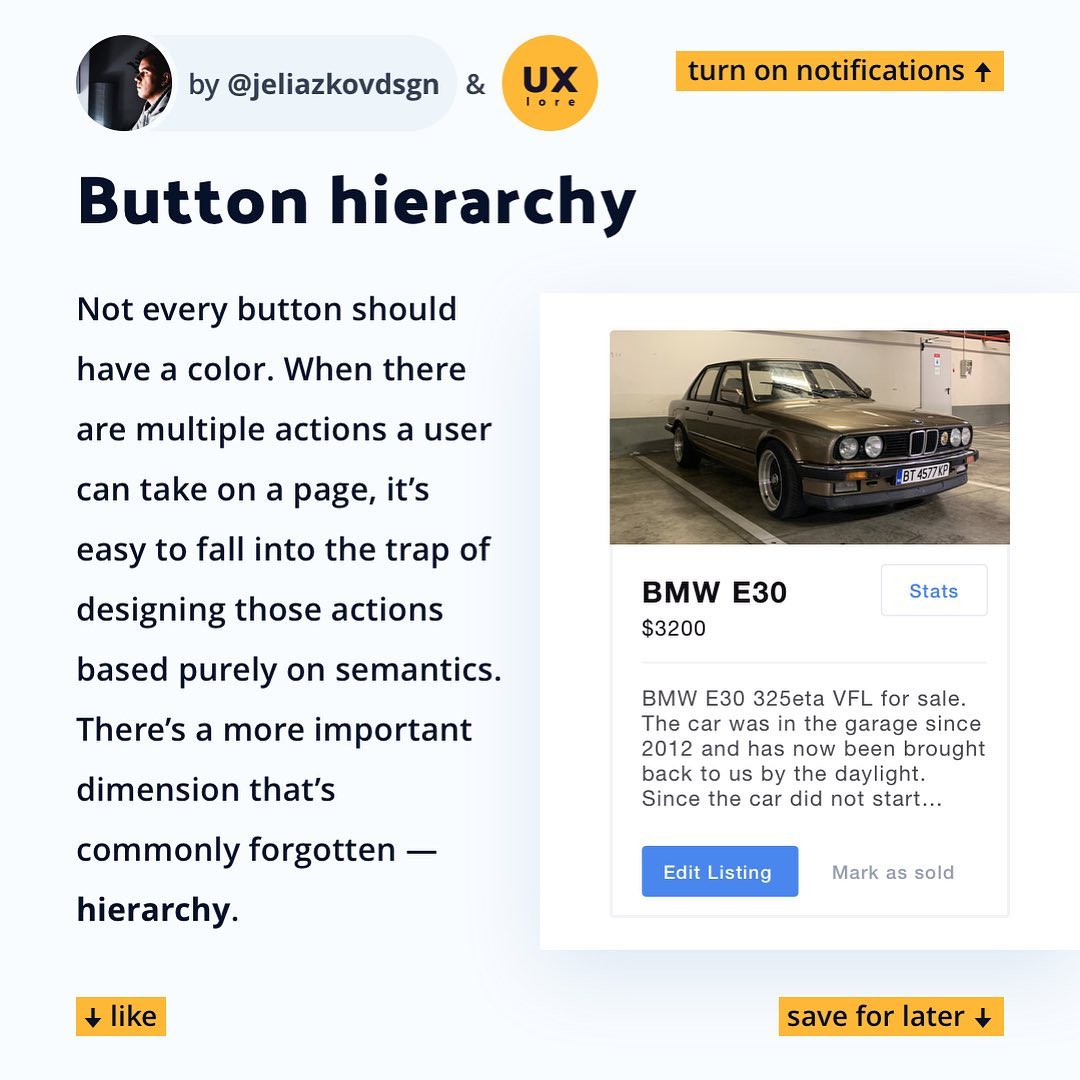 by @jeliazkovdsgn & UX
lore
turn on notifications ↑
Button hierarchy
Not every button should
have a color. When there
are multiple actions a user
can take on a page, it’s
easy to fall into the trap of
designing those actions
based purely on semantics.
There’s a more important
dimension that’s
commonly forgotten —
hierarchy.
BT 4577 KP
BMW E30
Stats
$3200
BMW E30 325eta VFL for sale.
The car was in the garage since
2012 and has now been brought
back to us by the daylight.
Since the car did not start...
Edit Listing
Mark as sold
↓ like
save for later ↓